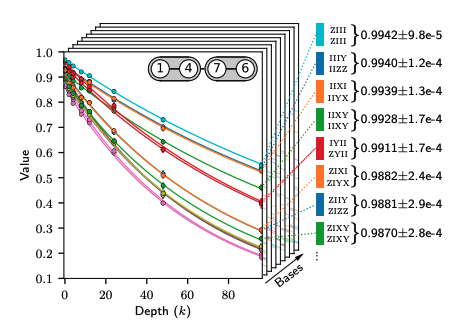 1.0
0.9
0.8
0.7
0.6
0.5
0.4
0.3
0.2
0.1
Value
0 20 40 60 80
Depth (k)
1 4 7 6
Bases
ZIII
ZIII
0.9942±9.8e-5
IIIY
IIZZ
0.9940±1.2e-4
IIXI
IIYX
0.9939±1.3e-4
IIXY
IIXY
0.9928±1.7e-4
IYII
ZYII
0.9911±1.7e-4
ZIXI
ZIYX
0.9882±2.4e-4
ZIIY
ZIZZ
0.9881±2.9e-4
ZIXY
ZIXY
0.9870±2.8e-4
⋮